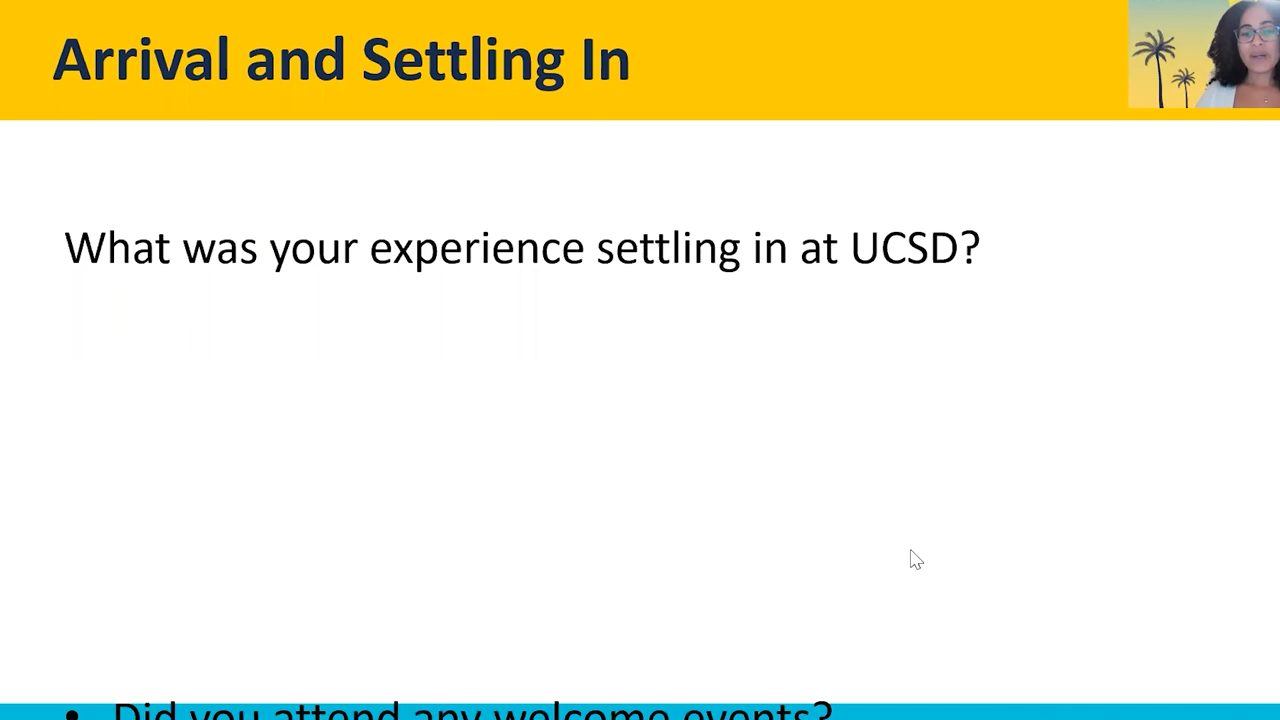 Arrival and Settling In
What was your experience settling in at UCSD?
• Did you attend any welcome events?